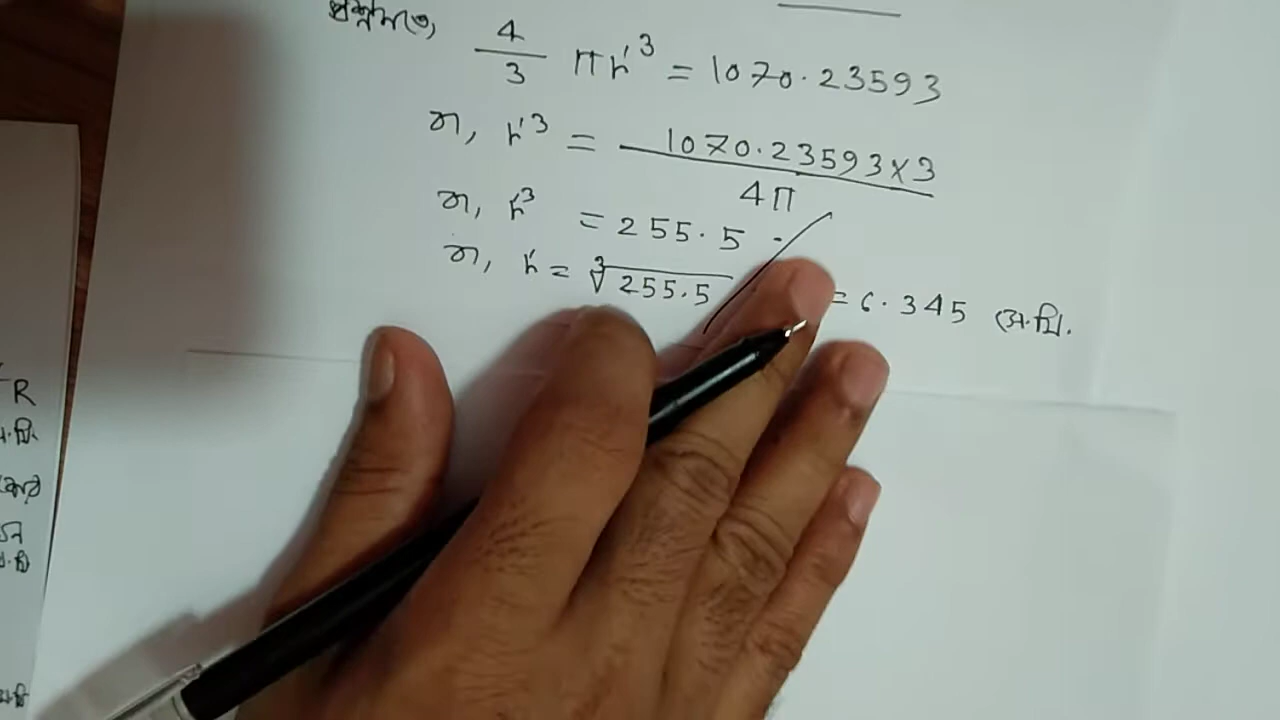 প্রশ্নমতে, 4/3 πr³ = 1070.23593
বা, r³ = 1070.23593×3 / 4π
বা, r³ = 255.5
বা, r = ∛255.5 = 6.345 সে.মি.
R